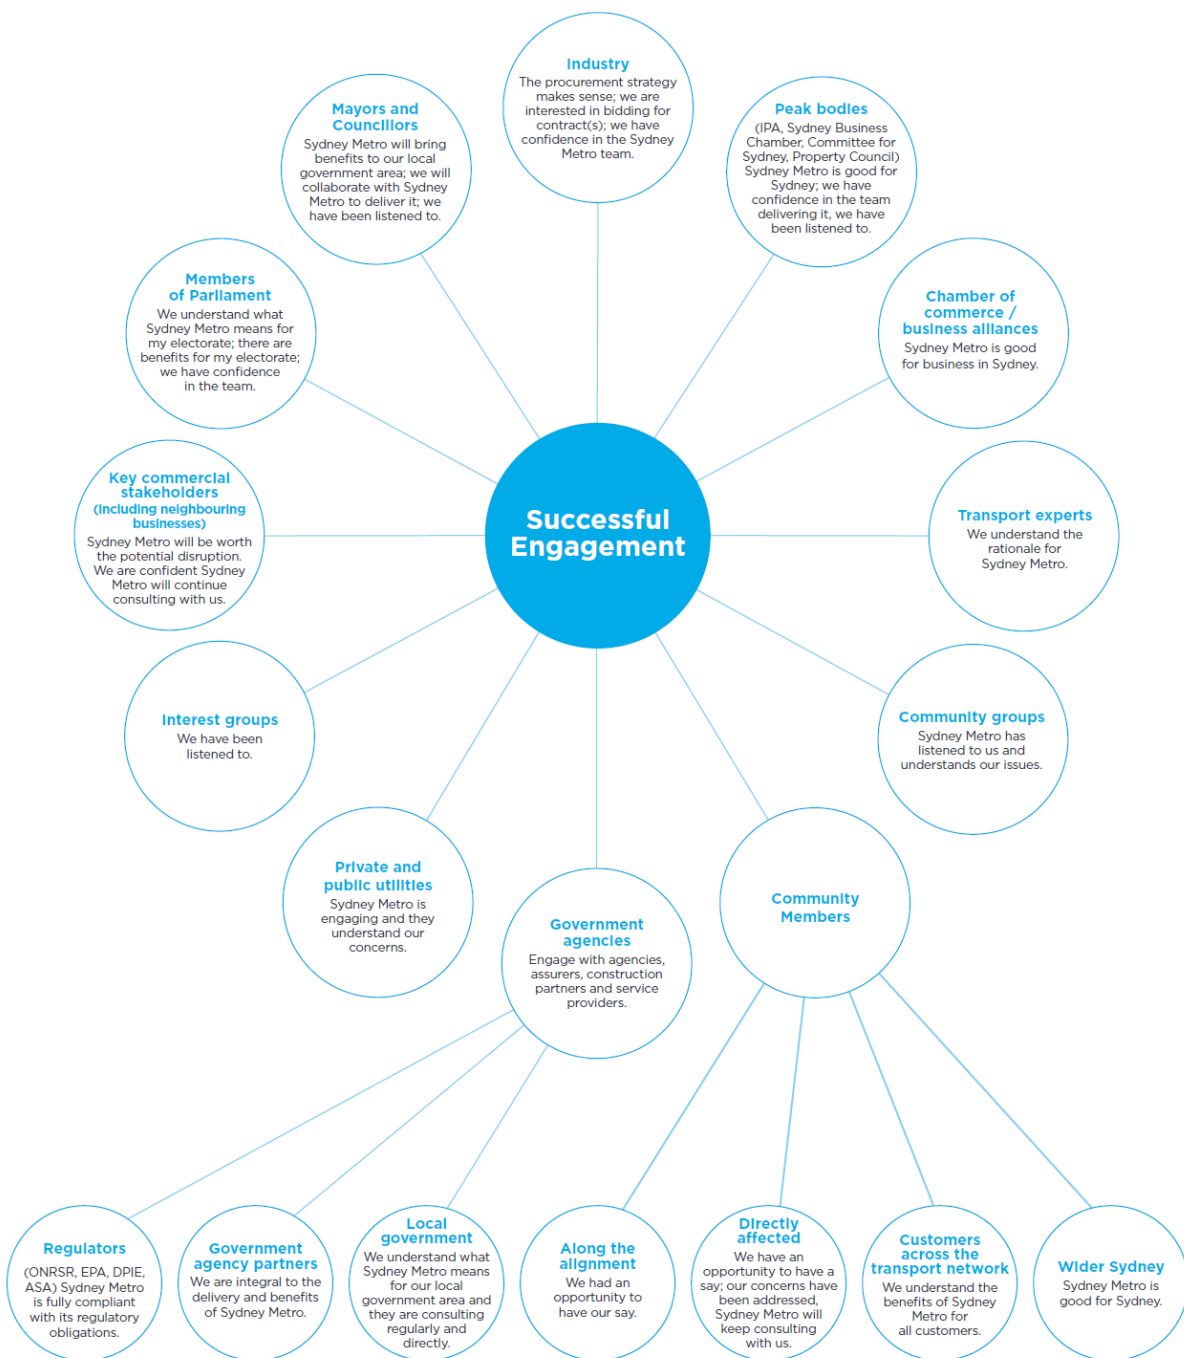 Industry
The procurement strategy
makes sense; we are
interested in bidding for
contract(s); we have
confidence in the Sydney
Metro team.
Mayors and
Councillors
Sydney Metro will bring
benefits to our local
government area; we will
collaborate with Sydney
Metro to deliver it; we
have been listened to.
Peak bodies
(IPA, Sydney Business
Chamber, Committee for
Sydney, Property Council)
Sydney Metro is good for
Sydney; we have
confidence in the team
delivering it, we have
been listened to.
Members
of Parliament
We understand what
Sydney Metro means for
my electorate; there are
benefits for my electorate;
we have confidence
in the team.
Chamber of
commerce /
business alliances
Sydney Metro is good
for business in Sydney.
Key commercial
stakeholders
(including neighbouring
businesses)
Sydney Metro will be worth
the potential disruption.
We are confident Sydney
Metro will continue
consulting with us.
Successful
Engagement
Transport experts
We understand the
rationale for
Sydney Metro.
Interest groups
We have been
listened to.
Community groups
Sydney Metro has
listened to us and
understands our issues.
Private and
public utilities
Sydney Metro is
engaging and they
understand our
concerns.
Government
agencies
Engage with agencies,
assurers, construction
partners and service
providers.
Community
Members
Regulators
(ONRSR, EPA, DPIE,
ASA) Sydney Metro
is fully compliant
with its regulatory
obligations.
Government
agency partners
We are integral to the
delivery and benefits
of Sydney Metro.
Local
government
We understand what
Sydney Metro means
for our local
government area and
they are consulting
regularly and
directly.
Along the
alignment
We had an
opportunity to
have our say.
Directly
affected
We have an
opportunity to have a
say; our concerns have
been addressed,
Sydney Metro will
keep consulting
with us.
Customers
across the
transport network
We understand the
benefits of Sydney
Metro for
all customers.
Wider Sydney
Sydney Metro is
good for Sydney.